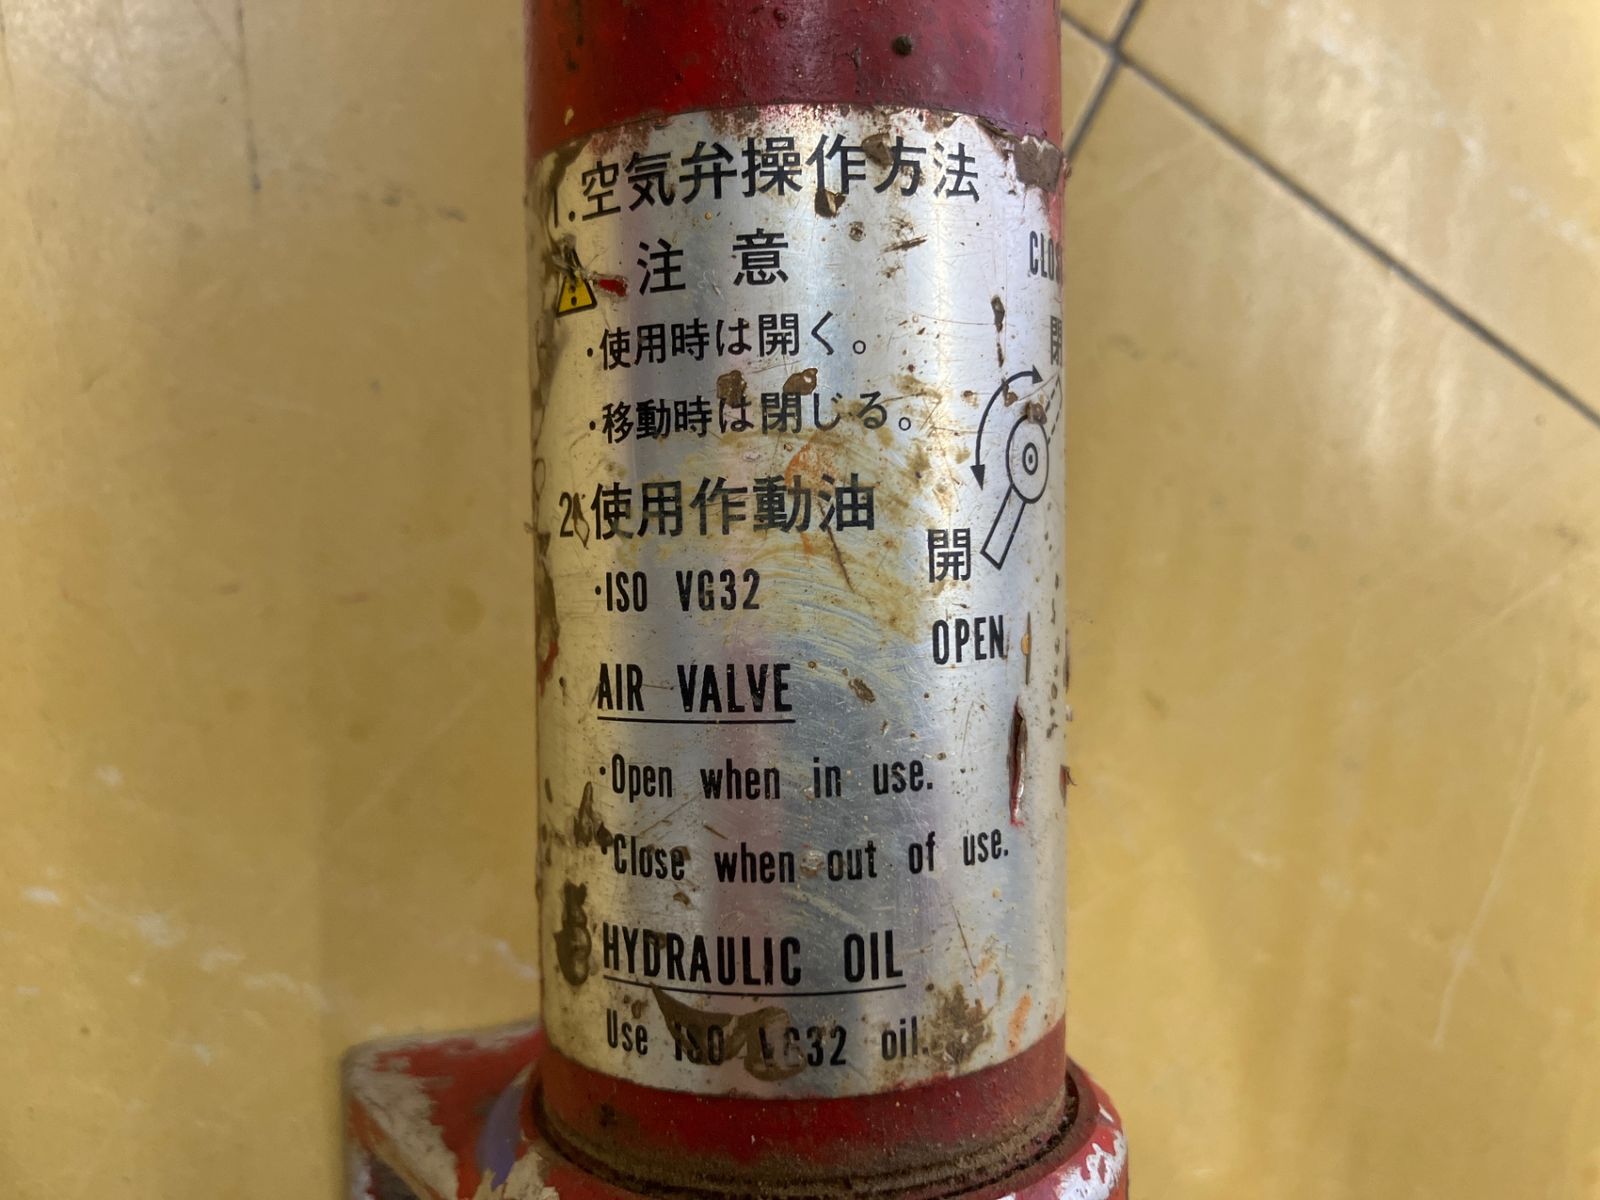 1.空気弁操作方法
注意
・使用時は開く。
・移動時は閉じる。
2.使用作動油
・ISO VG32
AIR VALVE
・Open when in use.
・Close when out of use.
HYDRAULIC OIL
Use ISO VG32 oil.
閉
開
OPEN